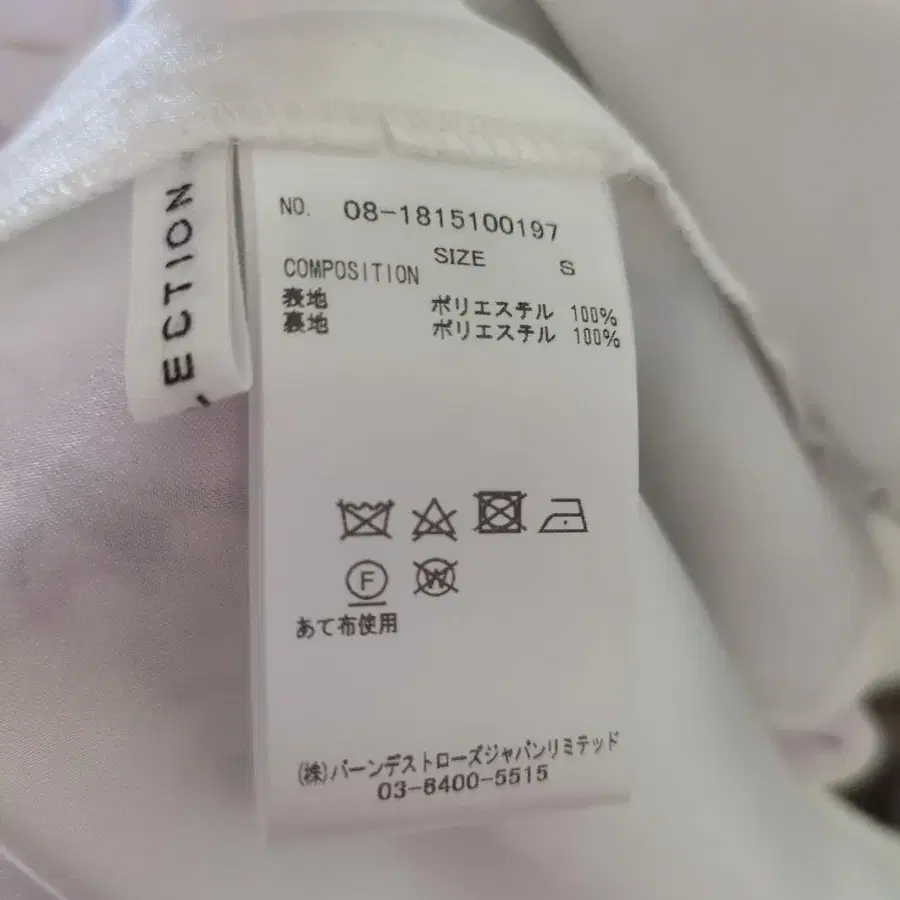 ECTION
NO. 08-1815100197
SIZE S
COMPOSITION
表地 ポリエステル 100%
裏地 ポリエステル 100%
F W
あて布使用
(株)バーンデストローズジャパンリミテッド
03-6400-5515